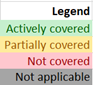 Legend
Actively covered
Partially covered
Not covered
Not applicable